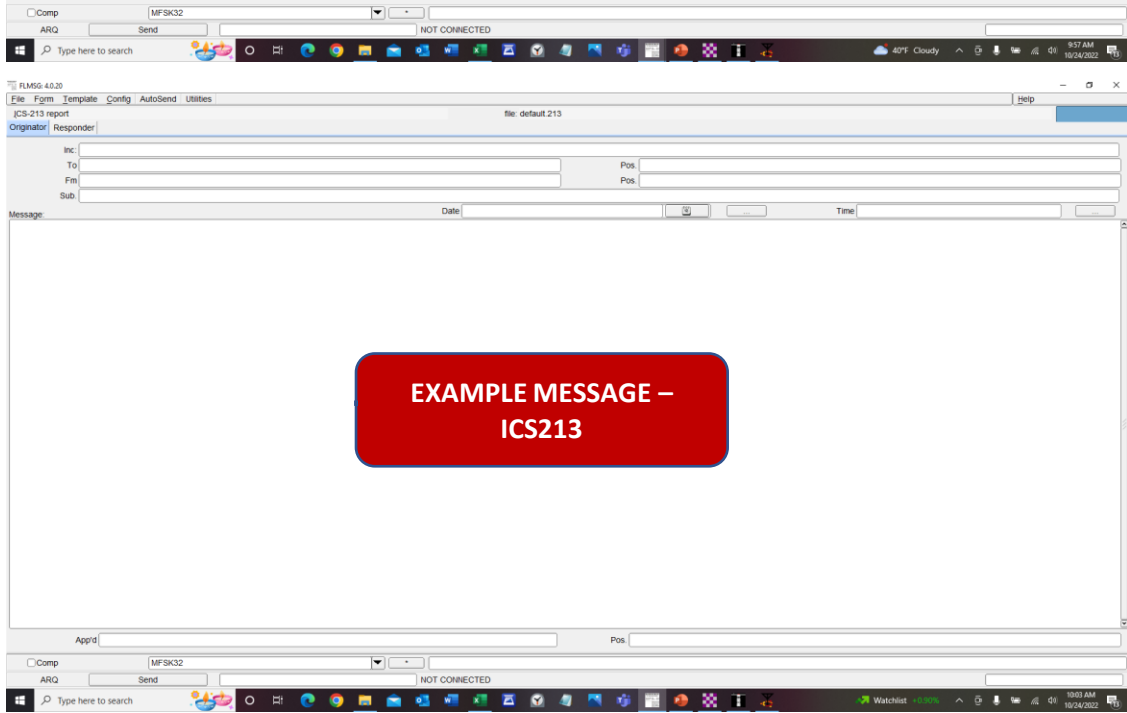 Comp MFSK32
ARQ Send NOT CONNECTED
Type here to search 40°F Cloudy 9:57 AM
10/24/2022
FLMSG: 4.0.20
File Form Template Config AutoSend Utilities Help
ICS-213 report file: default.213
Originator Responder
Inc:
To Pos.
Fm Pos.
Sub.
Message: Date ... Time ...
EXAMPLE MESSAGE –
ICS213
App'd Pos.
Comp MFSK32
ARQ Send NOT CONNECTED
Type here to search Watchlist +0.90% 10:03 AM
10/24/2022